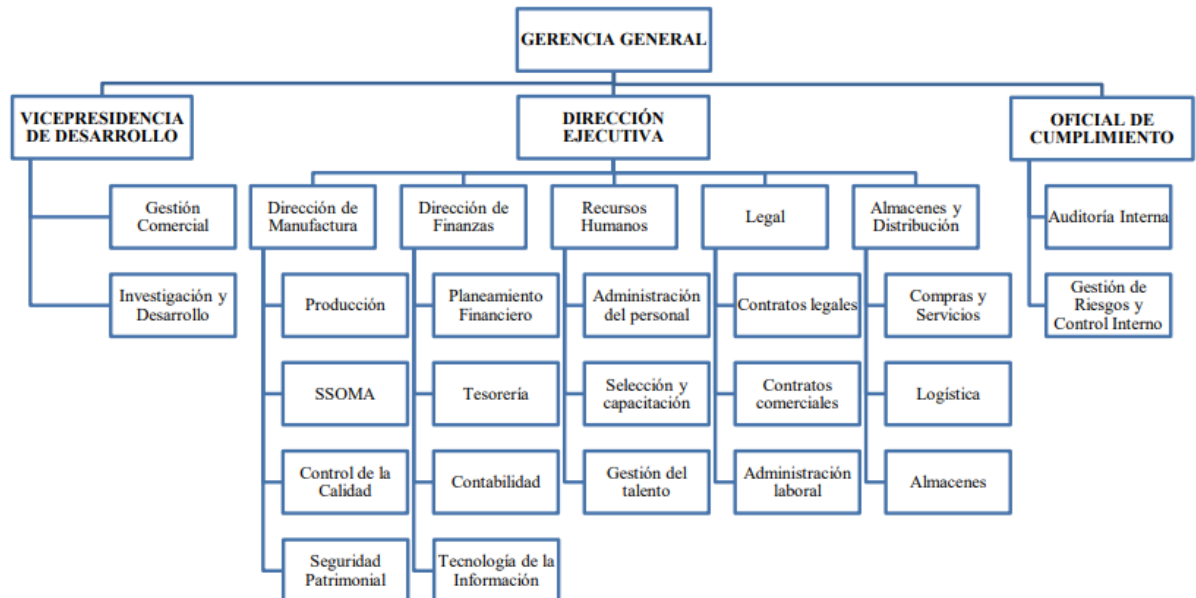 GERENCIA GENERAL
VICEPRESIDENCIA
DE DESARROLLO
DIRECCIÓN
EJECUTIVA
OFICIAL DE
CUMPLIMIENTO
Gestión
Comercial
Investigación y
Desarrollo
Dirección de
Manufactura
Producción
SSOMA
Control de la
Calidad
Seguridad
Patrimonial
Dirección de
Finanzas
Planeamiento
Financiero
Tesorería
Contabilidad
Tecnología de la
Información
Recursos
Humanos
Administración
del personal
Selección y
capacitación
Gestión del
talento
Legal
Contratos legales
Contratos
comerciales
Administración
laboral
Almacenes y
Distribución
Compras y
Servicios
Logística
Almacenes
Auditoría Interna
Gestión de
Riesgos y
Control Interno